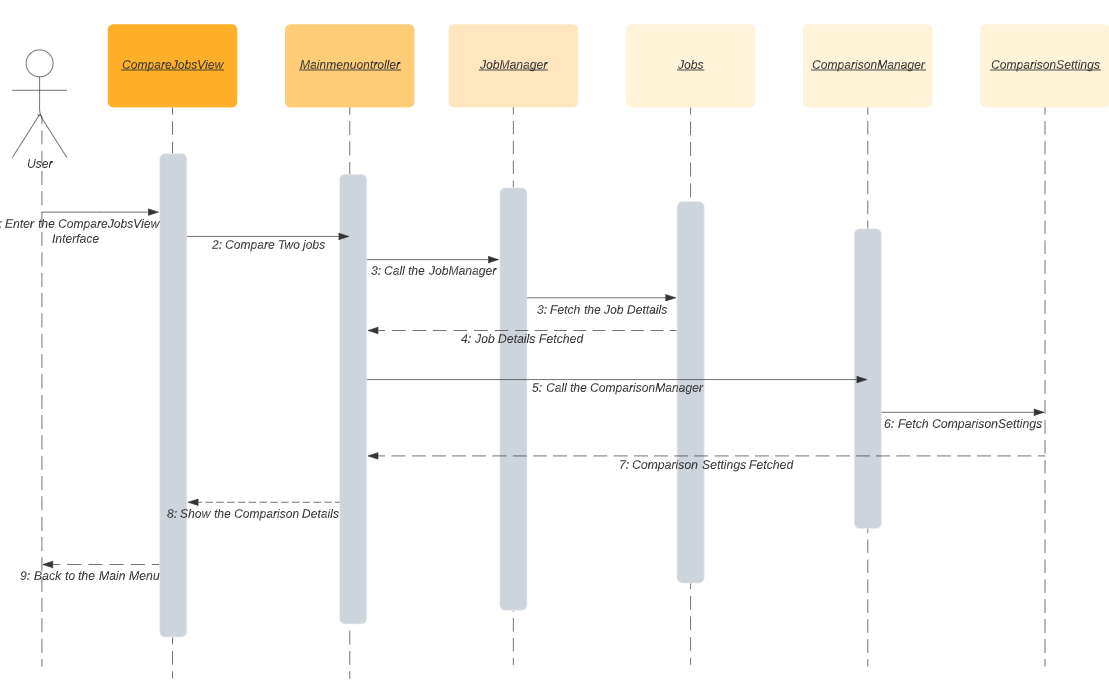 CompareJobsView
Mainmenuontroller
JobManager
Jobs
ComparisonManager
ComparisonSettings
User
: Enter the CompareJobsView
Interface
2: Compare Two jobs
3: Call the JobManager
3: Fetch the Job Dettails
4: Job Details Fetched
5: Call the ComparisonManager
6: Fetch ComparisonSettings
7: Comparison Settings Fetched
8: Show the Comparison Details
9: Back to the Main Menu